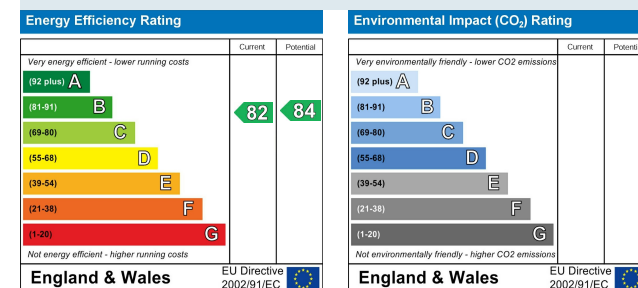 Energy Efficiency Rating
Current Potential
Very energy efficient - lower running costs
(92 plus) A
(81-91) B
82 84
(69-80) C
(55-68) D
(39-54) E
(21-38) F
(1-20) G
Not energy efficient - higher running costs
England & Wales
EU Directive
2002/91/EC
Environmental Impact (CO₂) Rating
Current Potential
Very environmentally friendly - lower CO2 emissions
(92 plus) A
(81-91) B
(69-80) C
(55-68) D
(39-54) E
(21-38) F
(1-20) G
Not environmentally friendly - higher CO2 emissions
England & Wales
EU Directive
2002/91/EC